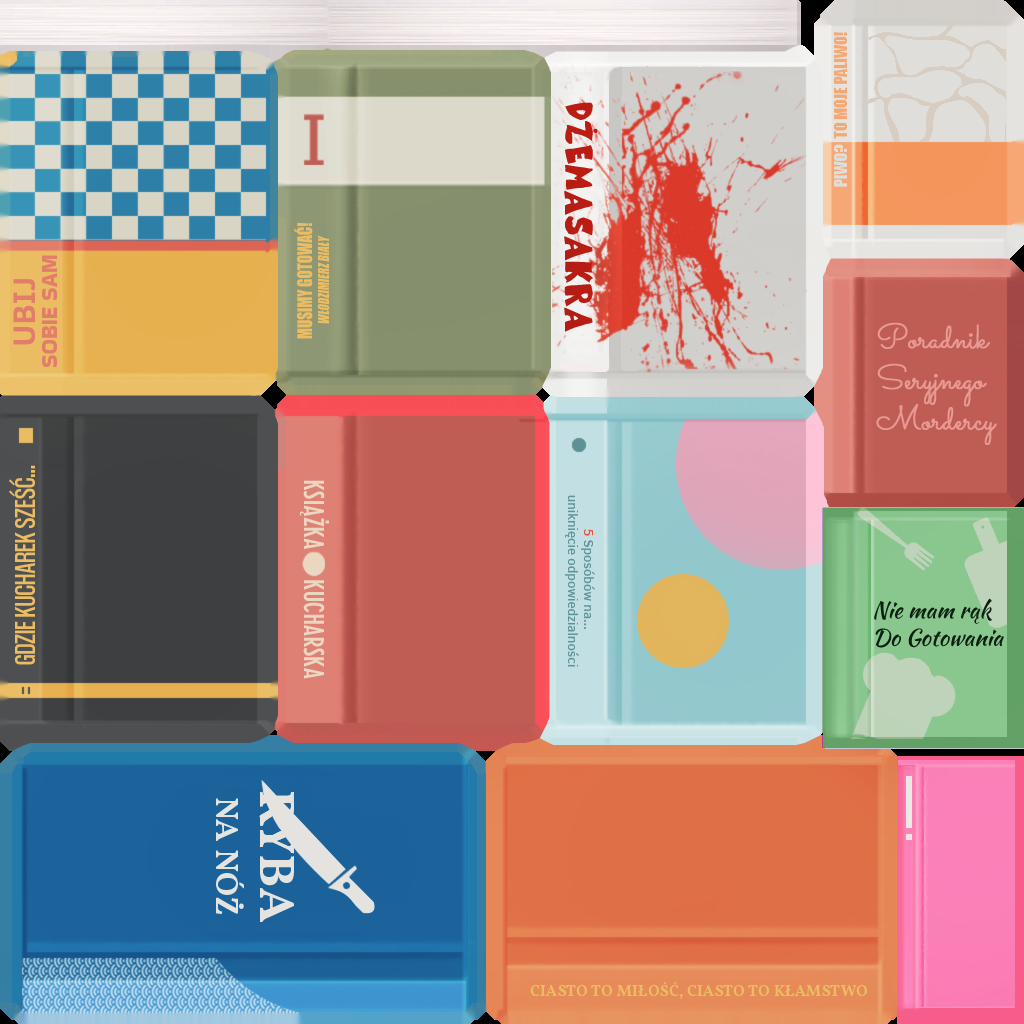 UBIJ
SOBIE SAM
I
MUSIMY GOTOWAĆ!
WŁODZIMIERZ BIAŁY
DŻEMASAKRA
PIWO? TO MOJE PALIWO!
Poradnik
Seryjnego
Mordercy
GDZIE KUCHAREK SZEŚĆ... =
KSIĄŻKA KUCHARSKA
5 Sposóbów na...
uniknięcie odpowiedzialności
Nie mam rąk
Do Gotowania
RYBA
NA NÓŻ
CIASTO TO MIŁOŚĆ, CIASTO TO KŁAMSTWO